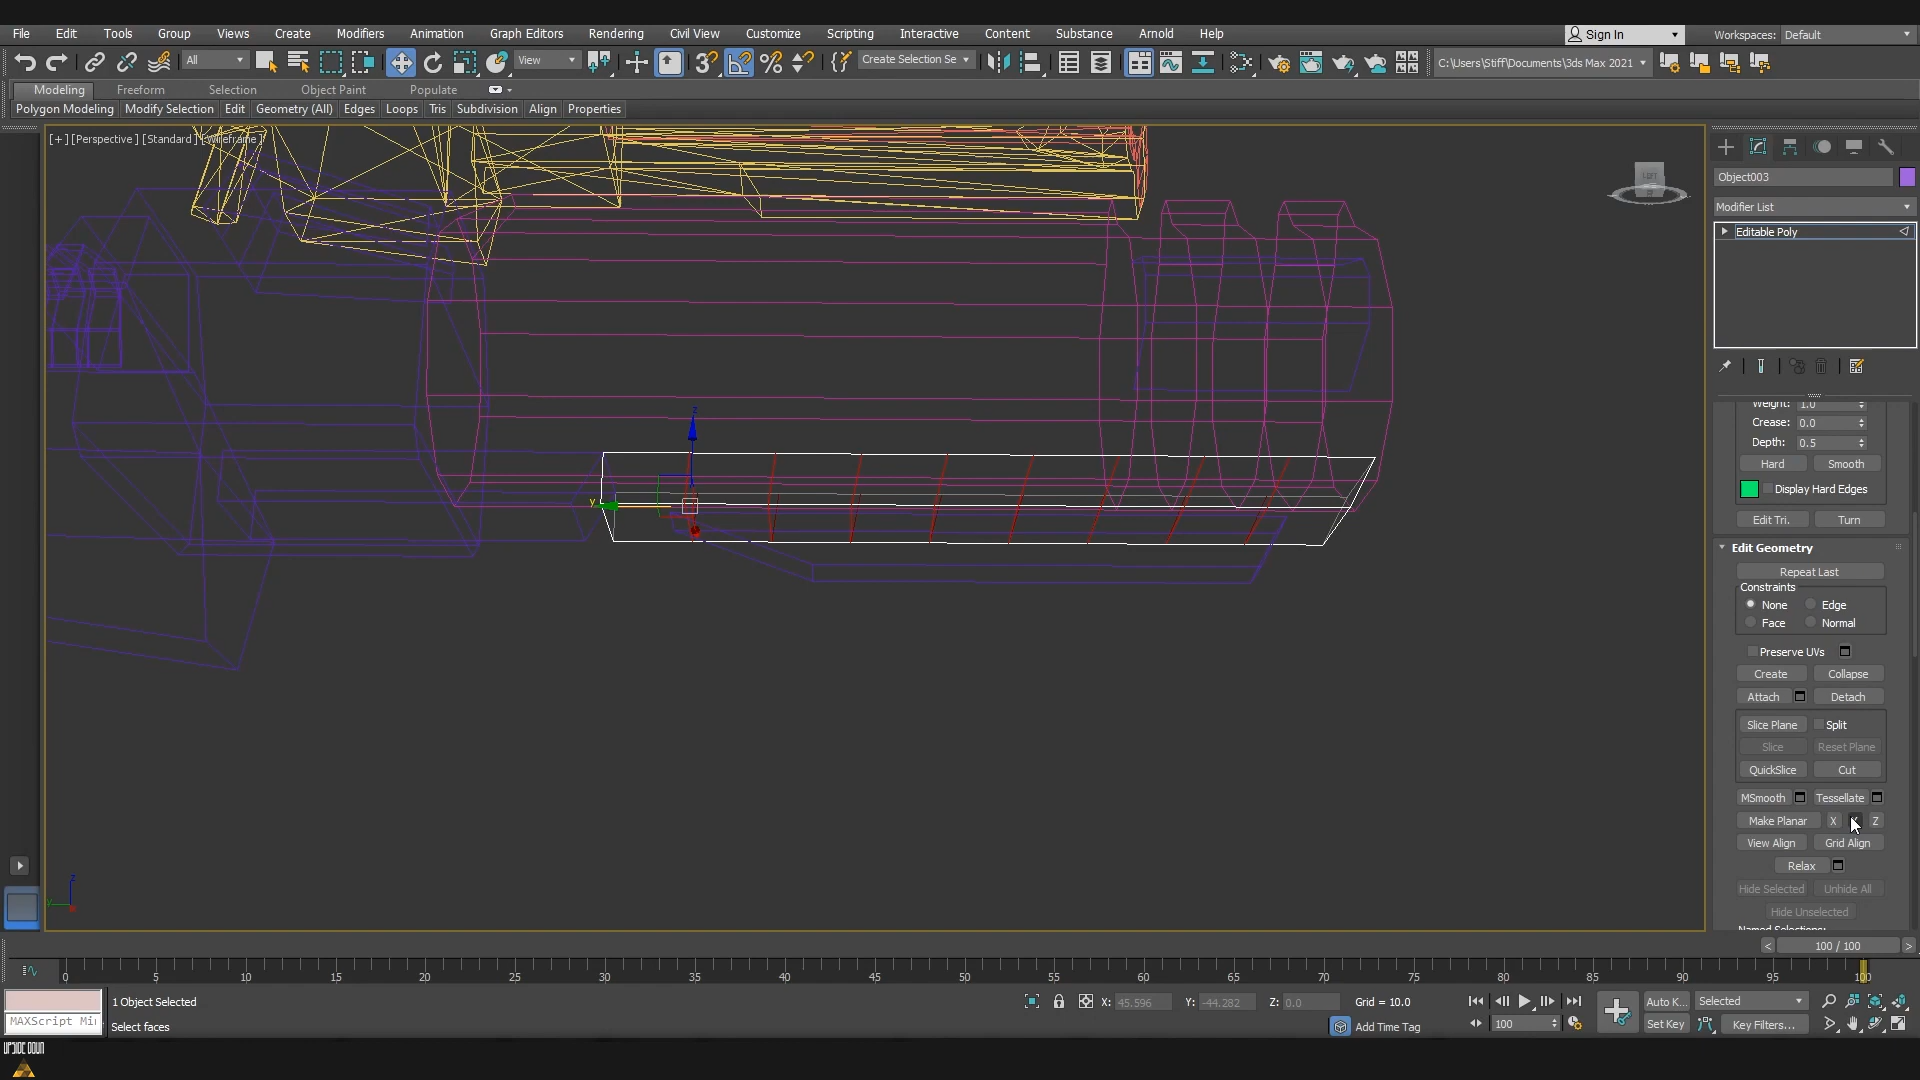 File Edit Tools Group Views Create Modifiers Animation Graph Editors Rendering Civil View Customize Scripting Interactive Content Substance Arnold Help Sign In Workspaces: Default
All View Create Selection Se C:\Users\Stiff\Documents\3ds Max 2021
Modeling Freeform Selection Object Paint Populate
Polygon Modeling Modify Selection Edit Geometry (All) Edges Loops Tris Subdivision Align Properties
[+] [Perspective] [Standard] [Wireframe]
LEFT
Object003
Modifier List
Editable Poly
Weight: 1.0
Crease: 0.0
Depth: 0.5
Hard Smooth
Display Hard Edges
Edit Tri. Turn
Edit Geometry
Repeat Last
Constraints
None Edge
Face Normal
Preserve UVs
Create Collapse
Attach Detach
Slice Plane Split
Slice Reset Plane
QuickSlice Cut
MSmooth Tessellate
Make Planar X Z
View Align Grid Align
Relax
Hide Selected Unhide All
Hide Unselected
Named Selections:
z
y
z
y
< 100 / 100 >
0 5 10 15 20 25 30 35 40 45 50 55 60 65 70 75 80 85 90 95 100
1 Object Selected X: 45.596 Y: -44.282 Z: 0.0 Grid = 10.0 Auto K... Selected
MAXScript Mi
Select faces Add Time Tag 100 Set Key Key Filters...
UPSIDE DOWN